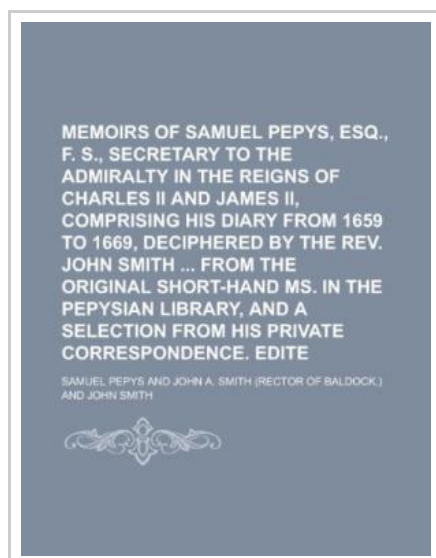 MEMOIRS OF SAMUEL PEPYS, ESQ.,
F. S., SECRETARY TO THE
ADMIRALTY IN THE REIGNS OF
CHARLES II AND JAMES II,
COMPRISING HIS DIARY FROM 1659
TO 1669, DECIPHERED BY THE REV.
JOHN SMITH ... FROM THE
ORIGINAL SHORT-HAND MS. IN THE
PEPYSIAN LIBRARY, AND A
SELECTION FROM HIS PRIVATE
CORRESPONDENCE. EDITE
SAMUEL PEPYS AND JOHN A. SMITH (RECTOR OF BALDOCK.)
AND JOHN SMITH